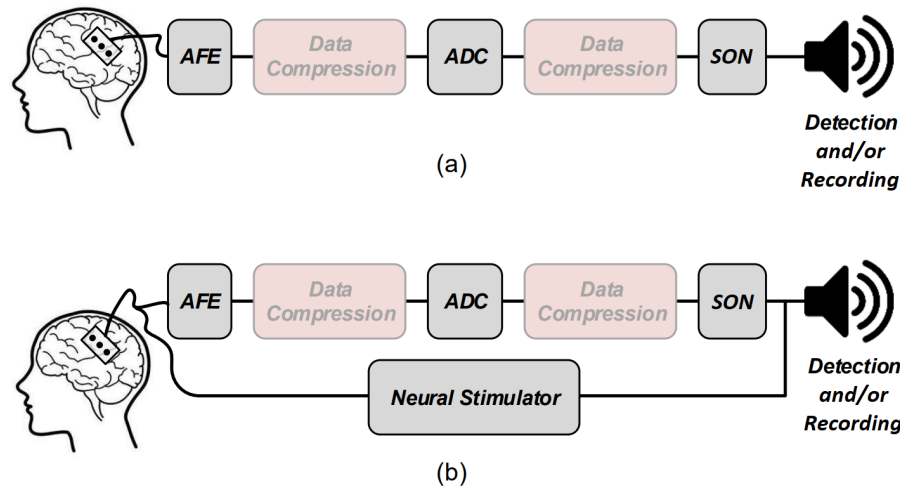 AFE
Data
Compression
ADC
Data
Compression
SON
Detection
and/or
Recording
(a)
AFE
Data
Compression
ADC
Data
Compression
SON
Detection
and/or
Recording
Neural Stimulator
(b)